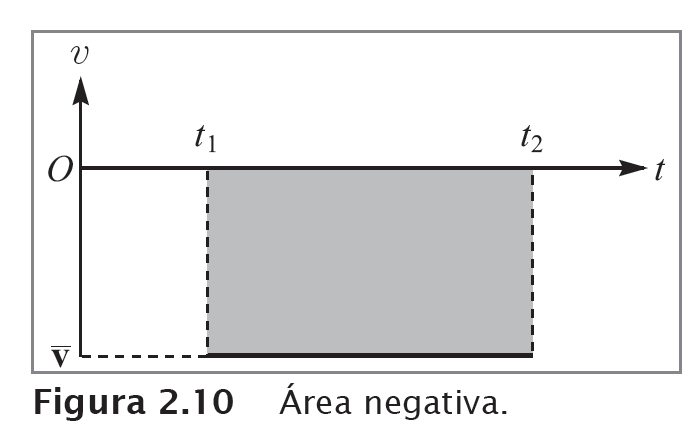 v
t₁ t₂
O t
v̅
Figura 2.10 Área negativa.